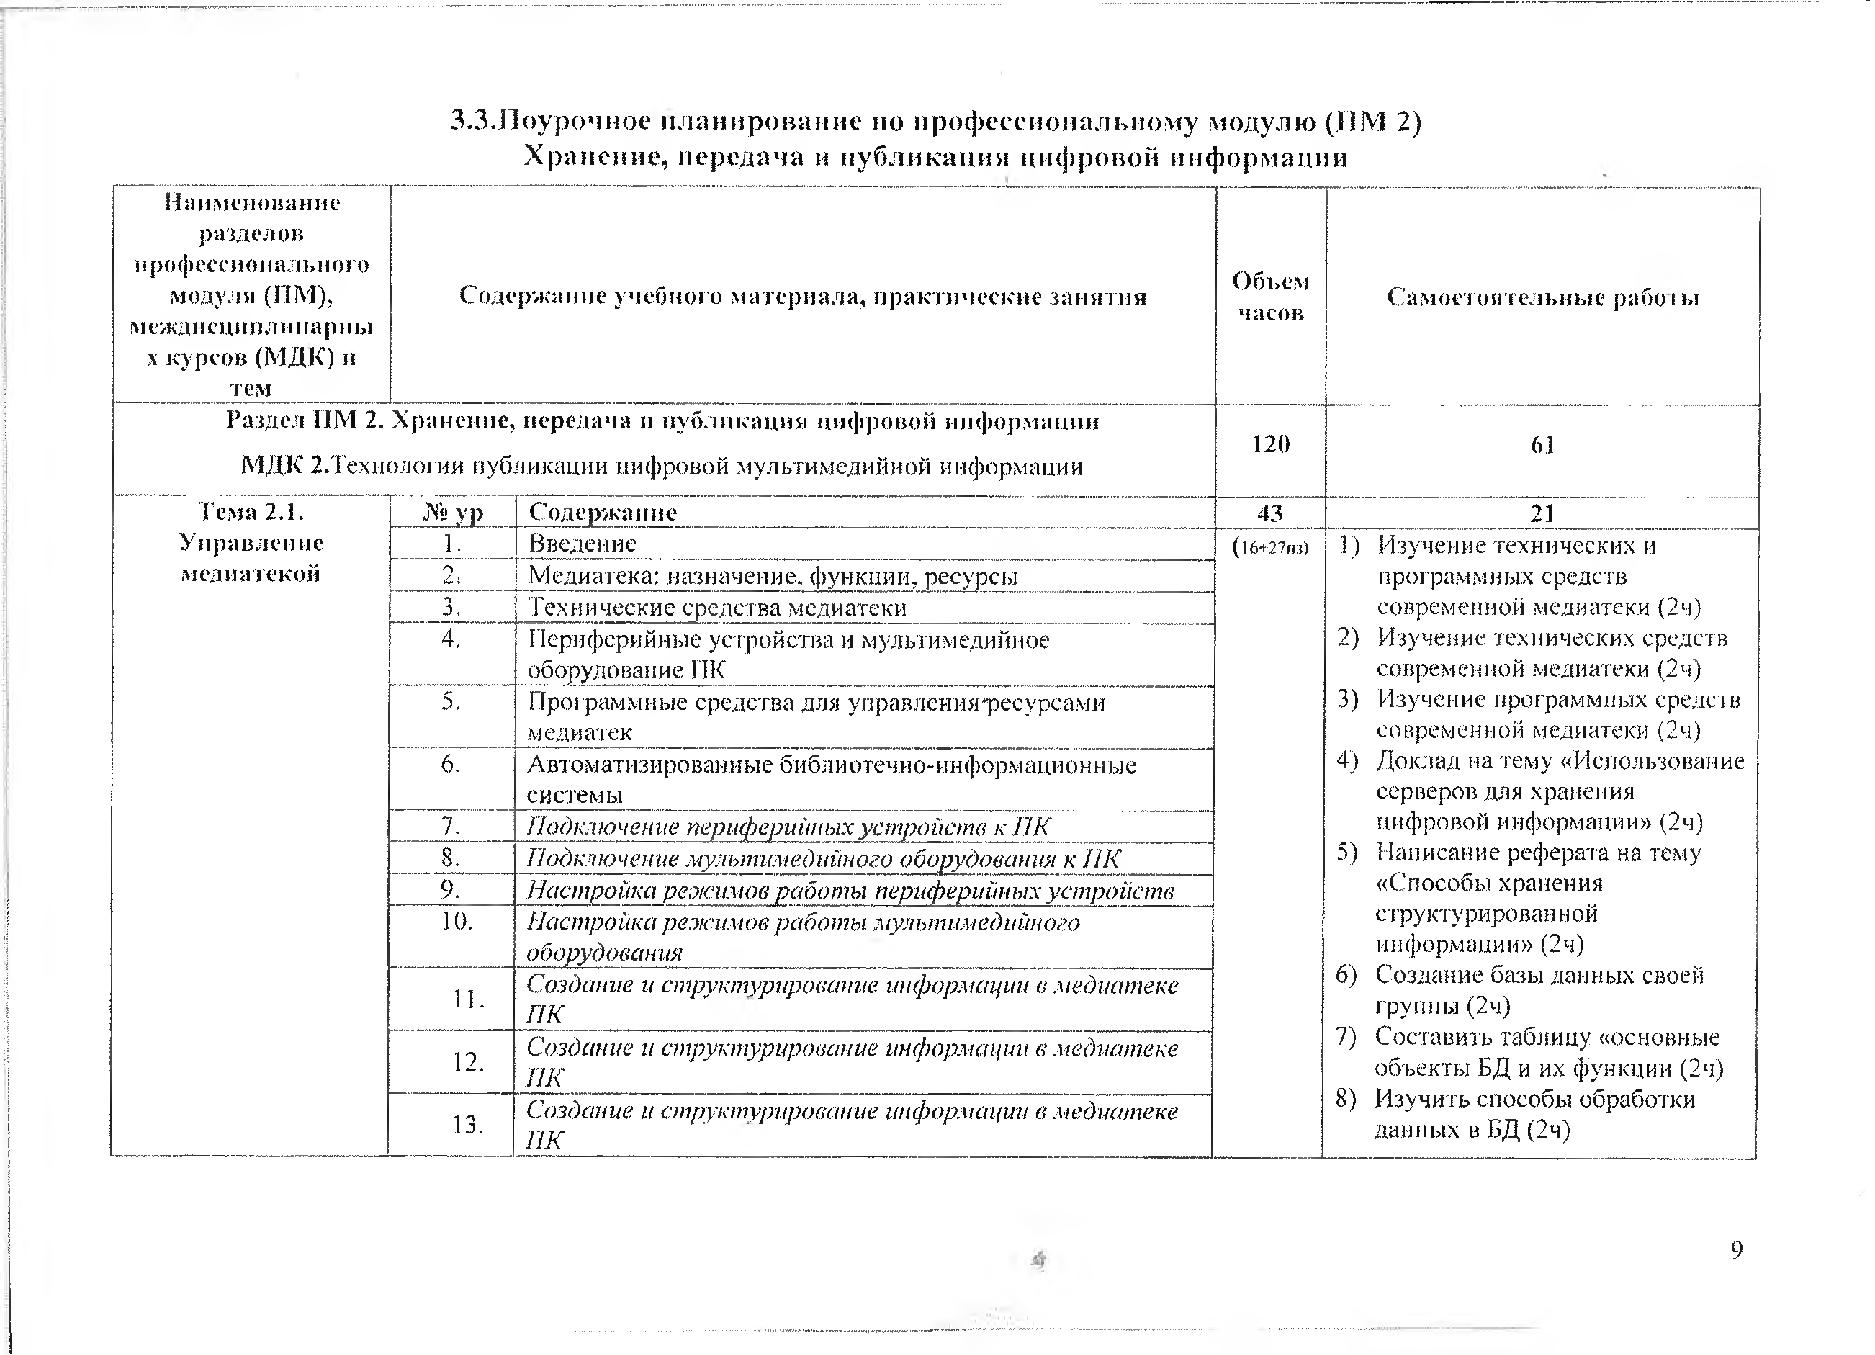 3.3.Поурочное планирование по профессиональному модулю (ПМ 2)
Хранение, передача и публикация цифровой информации
Наименование
разделов
профессионального
модуля (ПМ),
междисциплинарны
х курсов (МДК) и
тем
Содержание учебного материала, практические занятия
Объем
часов
Самостоятельные работы
Раздел ПМ 2. Хранение, передача и публикация цифровой информации
МДК 2.Технологии публикации цифровой мультимедийной информации
120
61
Тема 2.1.
Управление
медиатекой
№ ур
Содержание
43
21
1.
Введение
2.
Медиатека: назначение, функции, ресурсы
3.
Технические средства медиатеки
4.
Периферийные устройства и мультимедийное
оборудование ПК
5.
Программные средства для управления ресурсами
медиатек
6.
Автоматизированные библиотечно-информационные
системы
7.
Подключение периферийных устройств к ПК
8.
Подключение мультимедийного оборудования к ПК
9.
Настройка режимов работы периферийных устройств
10.
Настройка режимов работы мультимедийного
оборудования
11.
Создание и структурирование информации в медиатеке
ПК
12.
Создание и структурирование информации в медиатеке
ПК
13.
Создание и структурирование информации в медиатеке
ПК
(16+27пз)
1) Изучение технических и
программных средств
современной медиатеки (2ч)
2) Изучение технических средств
современной медиатеки (2ч)
3) Изучение программных средств
современной медиатеки (2ч)
4) Доклад на тему «Использование
серверов для хранения
цифровой информации» (2ч)
5) Написание реферата на тему
«Способы хранения
структурированной
информации» (2ч)
6) Создание базы данных своей
группы (2ч)
7) Составить таблицу «основные
объекты БД и их функции (2ч)
8) Изучить способы обработки
данных в БД (2ч)
9